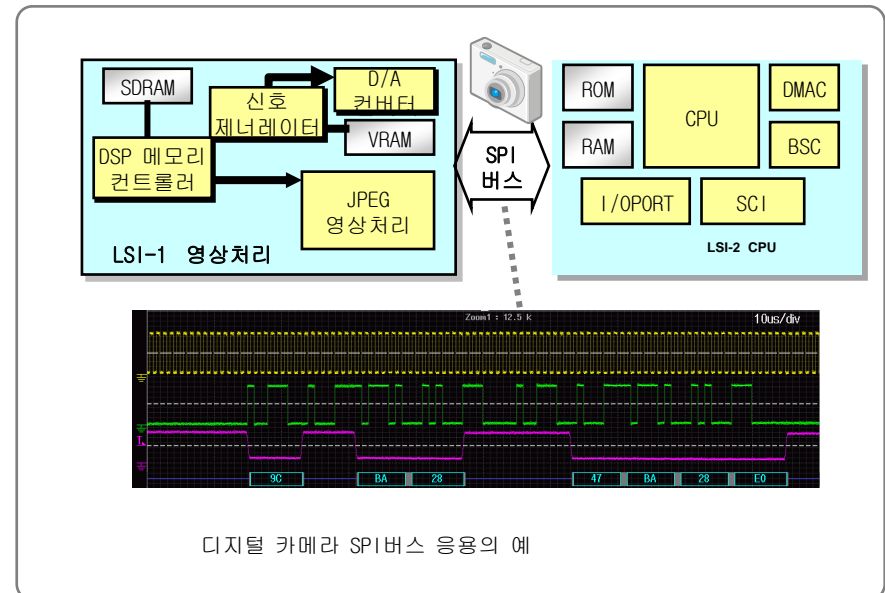 SDRAM
신호
제너레이터
D/A
컨버터
VRAM
DSP 메모리
컨트롤러
JPEG
영상처리
LSI-1 영상처리
SPI
버스
ROM
RAM
CPU
DMAC
BSC
I/OPORT
SCI
LSI-2 CPU
Zoom1 : 12.5 k
10us/div
T
9C
BA
28
47
BA
28
E0
디지털 카메라 SPI버스 응용의 예